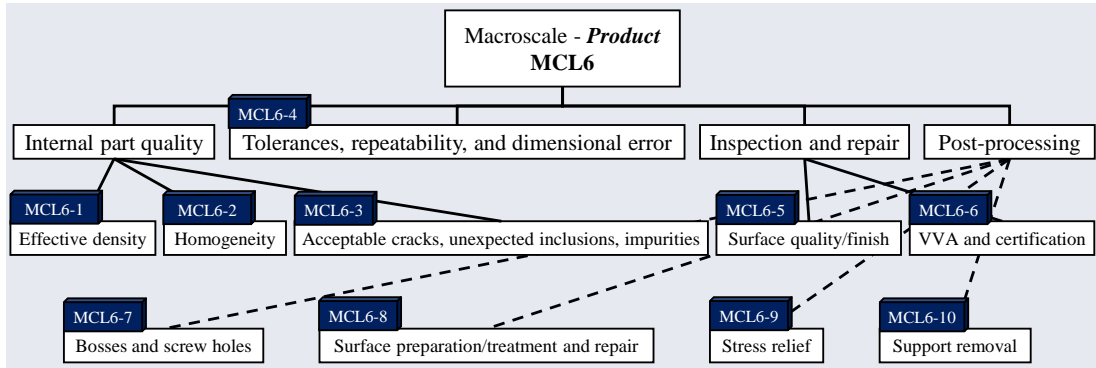 Macroscale - Product
MCL6
MCL6-4
Internal part quality
Tolerances, repeatability, and dimensional error
Inspection and repair
Post-processing
MCL6-1
MCL6-2
MCL6-3
MCL6-5
MCL6-6
Effective density
Homogeneity
Acceptable cracks, unexpected inclusions, impurities
Surface quality/finish
VVA and certification
MCL6-7
MCL6-8
MCL6-9
MCL6-10
Bosses and screw holes
Surface preparation/treatment and repair
Stress relief
Support removal